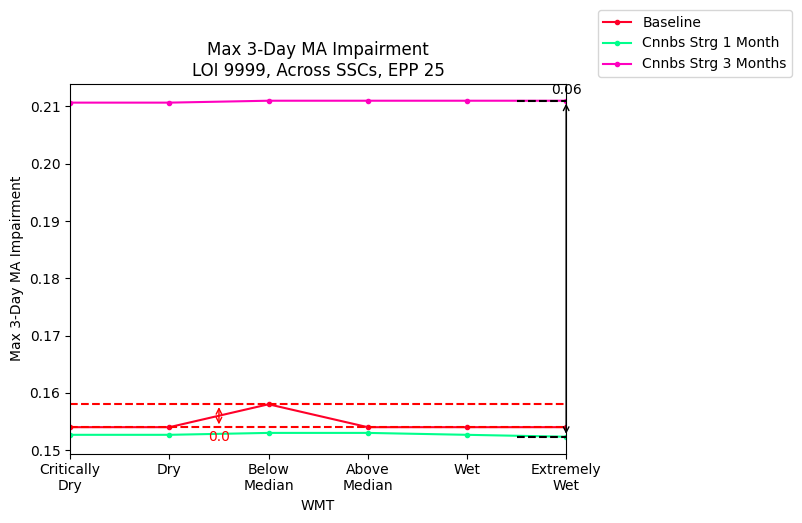 Baseline
Cnnbs Strg 1 Month
Cnnbs Strg 3 Months
Max 3-Day MA Impairment
LOI 9999, Across SSCs, EPP 25
0.06
0.21
0.20
0.19
0.18
0.17
0.16
0.15
Max 3-Day MA Impairment
0.0
Critically
Dry
Dry
Below
Median
Above
Median
Wet
Extremely
Wet
WMT